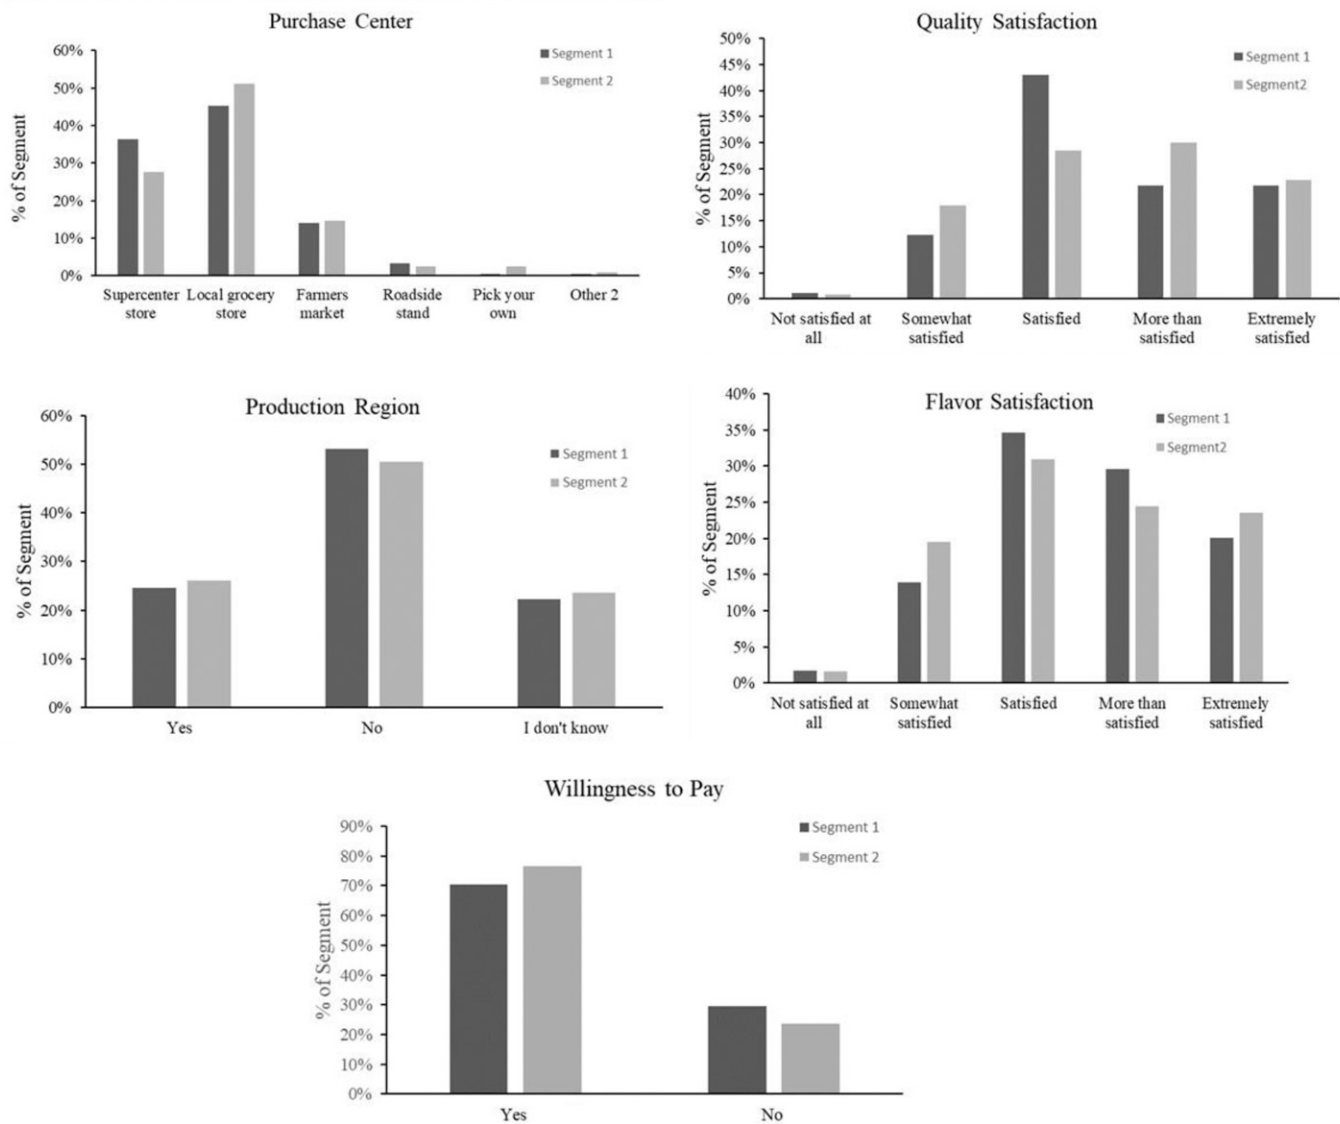 Purchase Center
Segment 1
Segment 2
% of Segment
60%
50%
40%
30%
20%
10%
0%
Supercenter
store
Local grocery
store
Farmers
market
Roadside
stand
Pick your
own
Other 2
Quality Satisfaction
Segment 1
Segment2
% of Segment
50%
45%
40%
35%
30%
25%
20%
15%
10%
5%
0%
Not satisfied at
all
Somewhat
satisfied
Satisfied
More than
satisfied
Extremely
satisfied
Production Region
Segment 1
Segment 2
% of Segment
60%
50%
40%
30%
20%
10%
0%
Yes
No
I don't know
Flavor Satisfaction
Segment 1
Segment2
% of Segment
40%
35%
30%
25%
20%
15%
10%
5%
0%
Not satisfied at
all
Somewhat
satisfied
Satisfied
More than
satisfied
Extremely
satisfied
Willingness to Pay
Segment 1
Segment 2
% of Segment
90%
80%
70%
60%
50%
40%
30%
20%
10%
0%
Yes
No